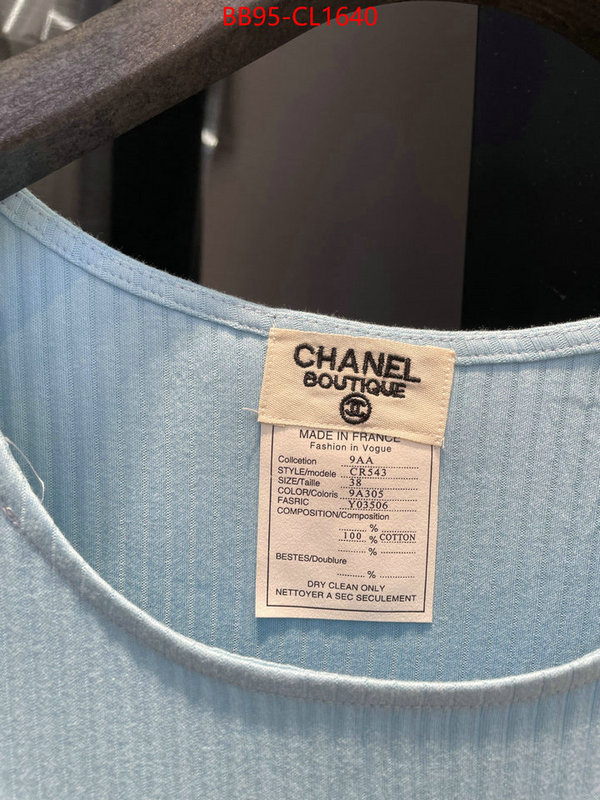 BB95-CL1640
CHANEL
BOUTIQUE
MADE IN FRANCE
Fashion in Vogue
Colleotion 9AA
STYLE/modele CR543
SIZE/Taille 38
COLOR/Coloris 9A305
FASRIC Y03506
COMPOSITION/Composition
........ %
100 % COTTON
........ %
BESTES/Doublure
........ %
DRY CLEAN ONLY
NETTOYER A SEC SECULEMENT